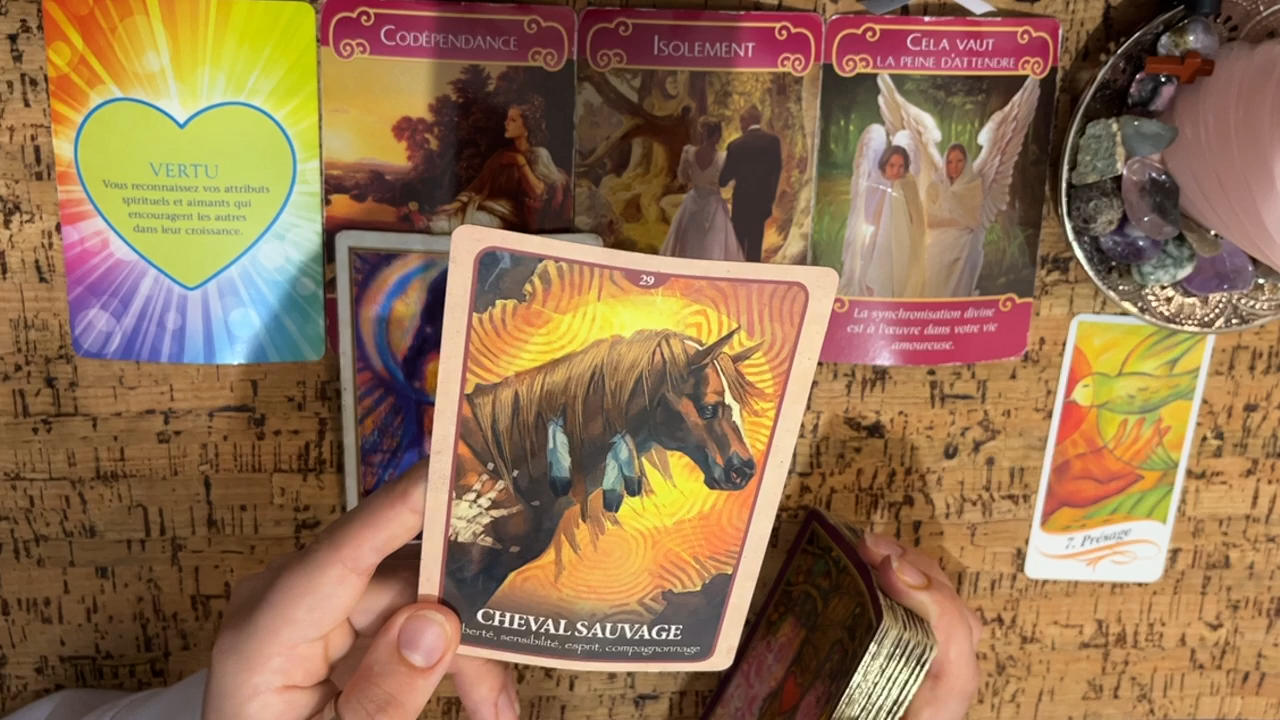 VERTU
Vous reconnaissez vos attributs
spirituels et aimants qui
encouragent les autres
dans leur croissance.
CODÉPENDANCE
ISOLEMENT
CELA VAUT
LA PEINE D'ATTENDRE
La synchronisation divine
est à l'œuvre dans votre vie
amoureuse.
29
CHEVAL SAUVAGE
berté, sensibilité, esprit, compagnonnage
7. Présage